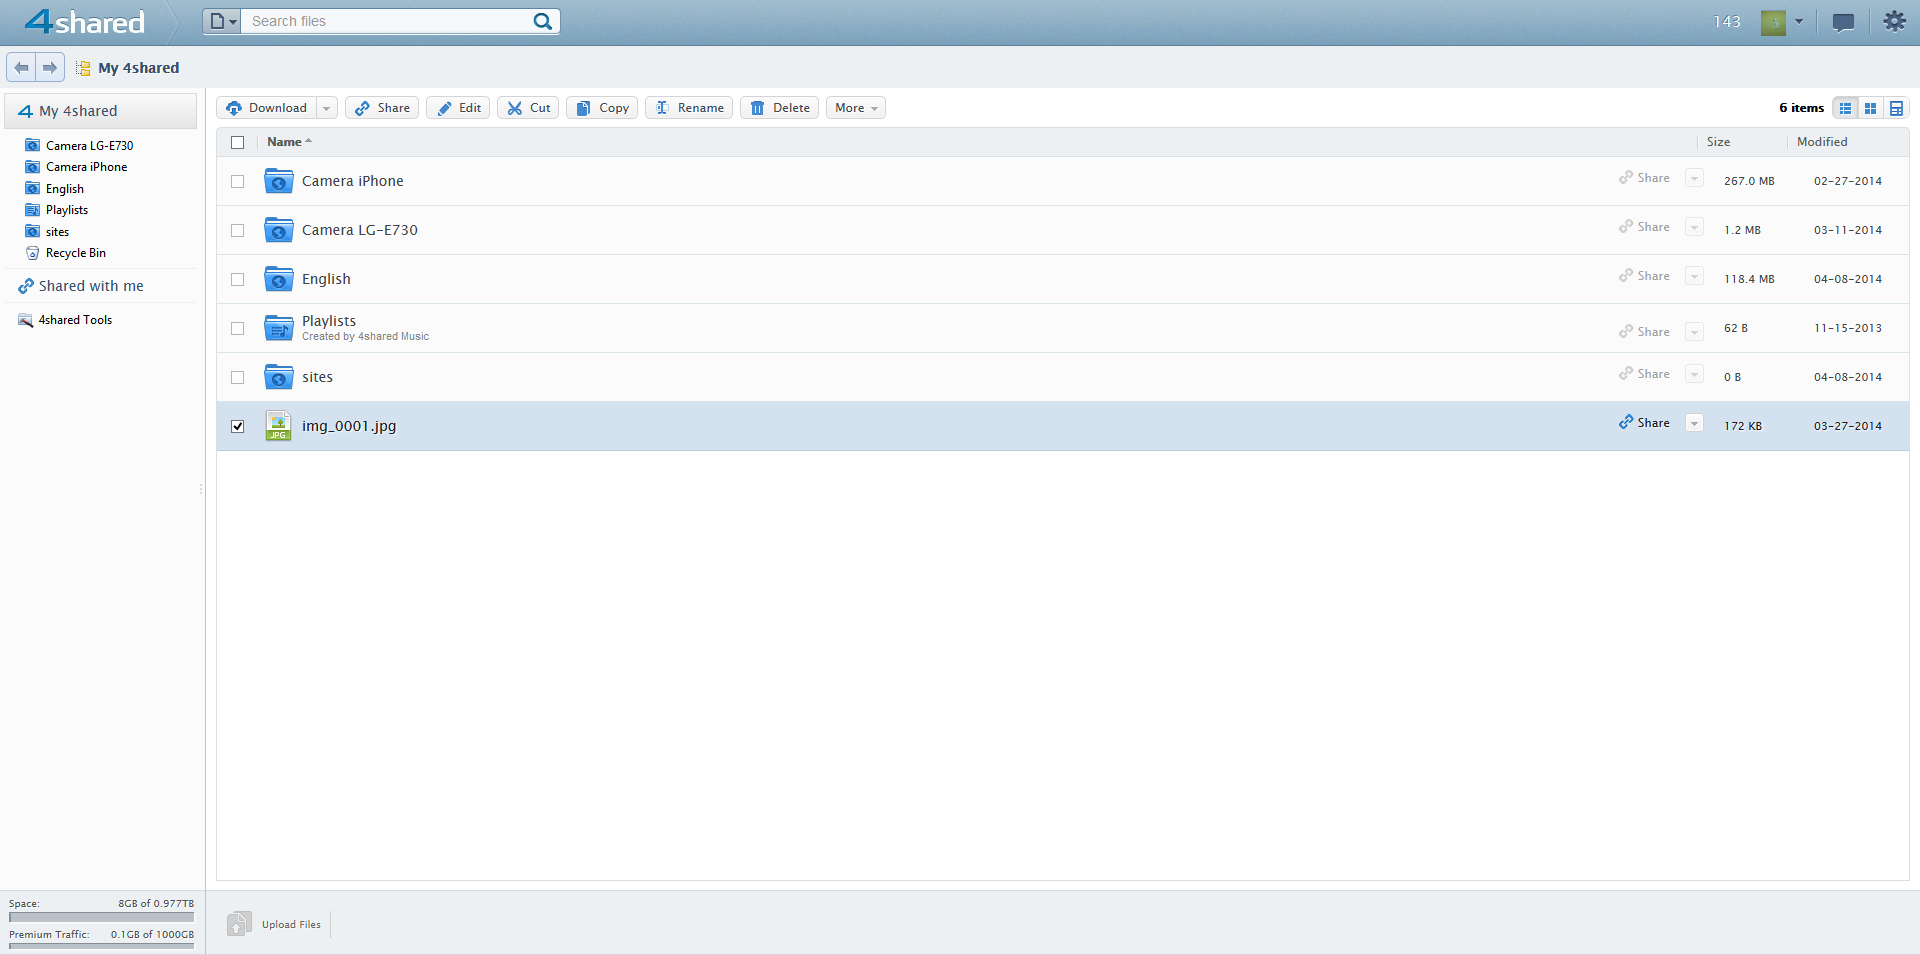 4shared
Search files
143
My 4shared
My 4shared
Camera LG-E730
Camera iPhone
English
Playlists
sites
Recycle Bin
Shared with me
4shared Tools
Download Share Edit Cut Copy Rename Delete More 6 items
Name Size Modified
Camera iPhone Share 267.0 MB 02-27-2014
Camera LG-E730 Share 1.2 MB 03-11-2014
English Share 118.4 MB 04-08-2014
Playlists
Created by 4shared Music Share 62 B 11-15-2013
sites Share 0 B 04-08-2014
JPG img_0001.jpg Share 172 KB 03-27-2014
Space: 8GB of 0.977TB
Premium Traffic: 0.1GB of 1000GB
Upload Files